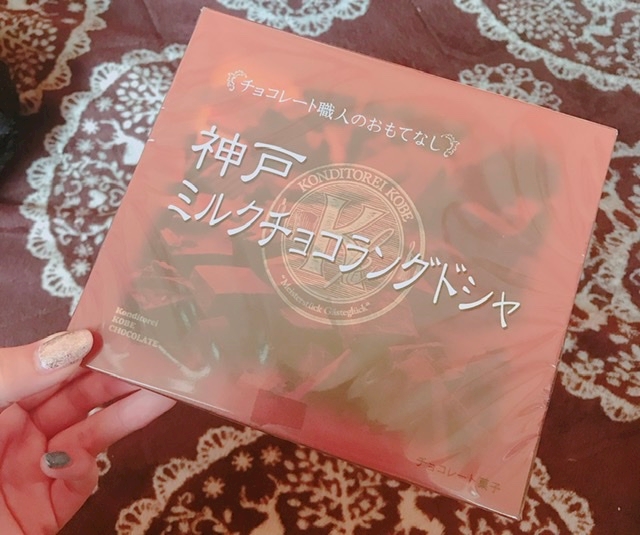 チョコレート職人のおもてなし
神戸
ミルクチョコラングドシャ
KONDITOREI KOBE
K
"Meisterstück Gästeglück"
Konditorei
KOBE
CHOCOLATE
チョコレート菓子